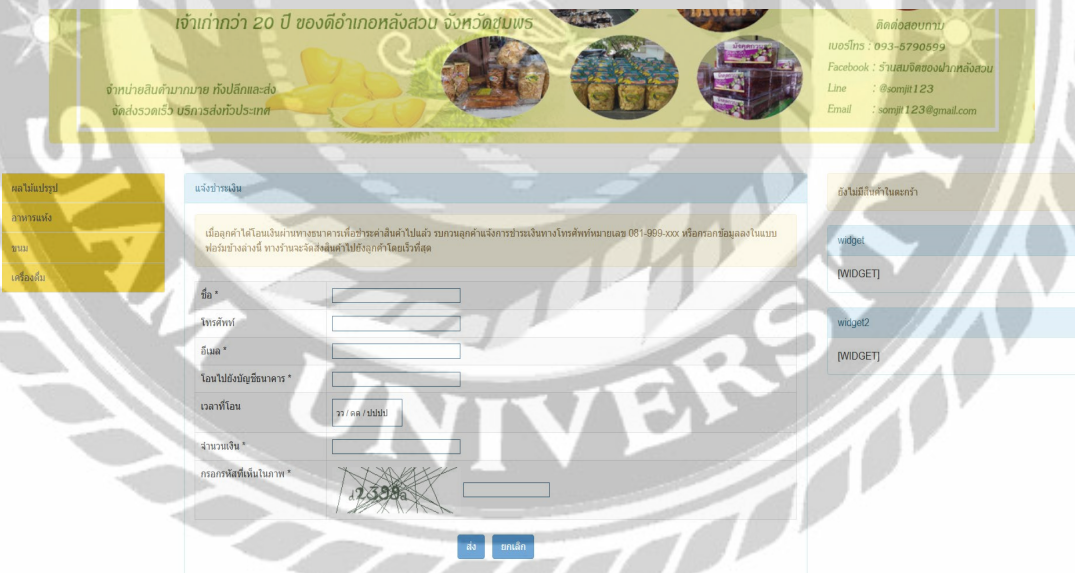 เจ้าเก่ากว่า 20 ปี ของดีอำเภอหลังสวน จังหวัดชุมพร
จำหน่ายสินค้ามากมาย ทั้งปลีกและส่ง
จัดส่งรวดเร็ว บริการส่งทั่วประเทศ
ติดต่อสอบถาม
เบอร์โทร : 093-5790599
Facebook : ร้านสมจิตของฝากหลังสวน
Line : @somjit123
Email : somjit123@gmail.com
ผลไม้แปรรูป
อาหารแห้ง
ขนม
เครื่องดื่ม
แจ้งชำระเงิน
เมื่อลูกค้าได้โอนเงินผ่านทางธนาคารเพื่อชำระค่าสินค้าไปแล้ว รบกวนลูกค้าแจ้งการชำระเงินทางโทรศัพท์หมายเลข 081-999-xxx หรือกรอกข้อมูลลงในแบบ
ฟอร์มข้างล่างนี้ ทางร้านจะจัดส่งสินค้าไปยังลูกค้าโดยเร็วที่สุด
ชื่อ *
โทรศัพท์
อีเมล *
โอนไปยังบัญชีธนาคาร *
เวลาที่โอน
วว / ดด / ปปปป
จำนวนเงิน *
กรอกรหัสที่เห็นในภาพ *
ส่ง ยกเลิก
ยังไม่มีสินค้าในตะกร้า
widget
[WIDGET]
widget2
[WIDGET]
SIAM UNIVERSITY